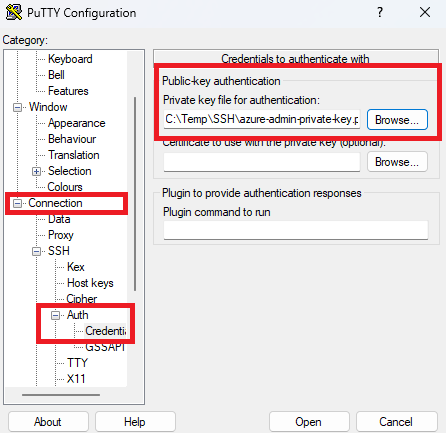 PuTTY Configuration
Category:
Keyboard
Bell
Features
Window
Appearance
Behaviour
Translation
Selection
Colours
Connection
Data
Proxy
SSH
Kex
Host keys
Cipher
Auth
Credentia
GSSAPI
TTY
X11
Credentials to authenticate with
Public-key authentication
Private key file for authentication:
C:\Temp\SSH\azure-admin-private-key.p
Browse...
Certificate to use with the private key (optional):
Browse...
Plugin to provide authentication responses
Plugin command to run
About
Help
Open
Cancel